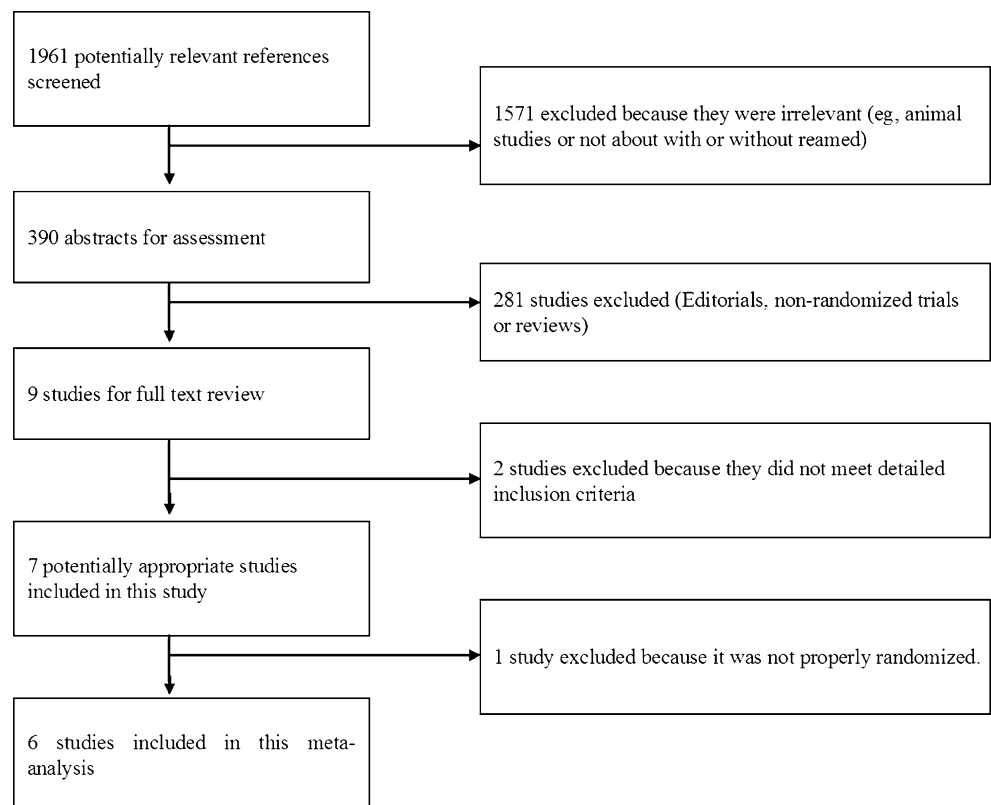 1961 potentially relevant references
screened
1571 excluded because they were irrelevant (eg, animal
studies or not about with or without reamed)
390 abstracts for assessment
281 studies excluded (Editorials, non-randomized trials
or reviews)
9 studies for full text review
2 studies excluded because they did not meet detailed
inclusion criteria
7 potentially appropriate studies
included in this study
1 study excluded because it was not properly randomized.
6 studies included in this meta-
analysis